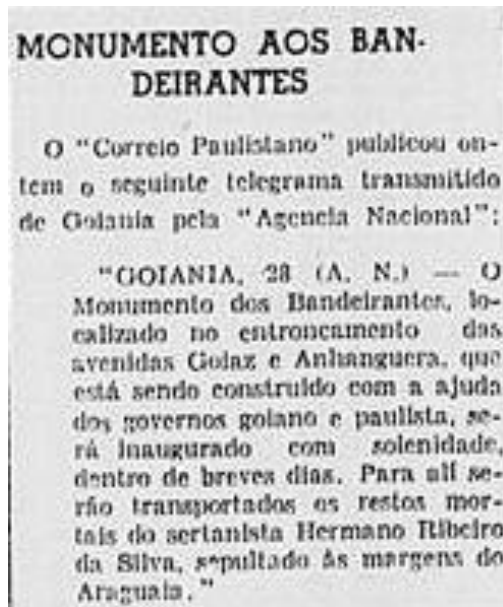 MONUMENTO AOS BAN-
DEIRANTES
O "Correio Paulistano" publicou on-
tem o seguinte telegrama transmitido
de Goiania pela "Agencia Nacional":
"GOIANIA, 28 (A. N.) — O
Monumento dos Bandeirantes, lo-
calizado no entroncamento das
avenidas Goiaz e Anhanguera, que
está sendo construido com a ajuda
dos governos goiano e paulista, se-
rá inaugurado com solenidade,
dentro de breves dias. Para alí se-
rão transportados os restos mor-
tais do sertanista Hermano Ribeiro
da Silva, sepultado ás margens do
Araguaia."